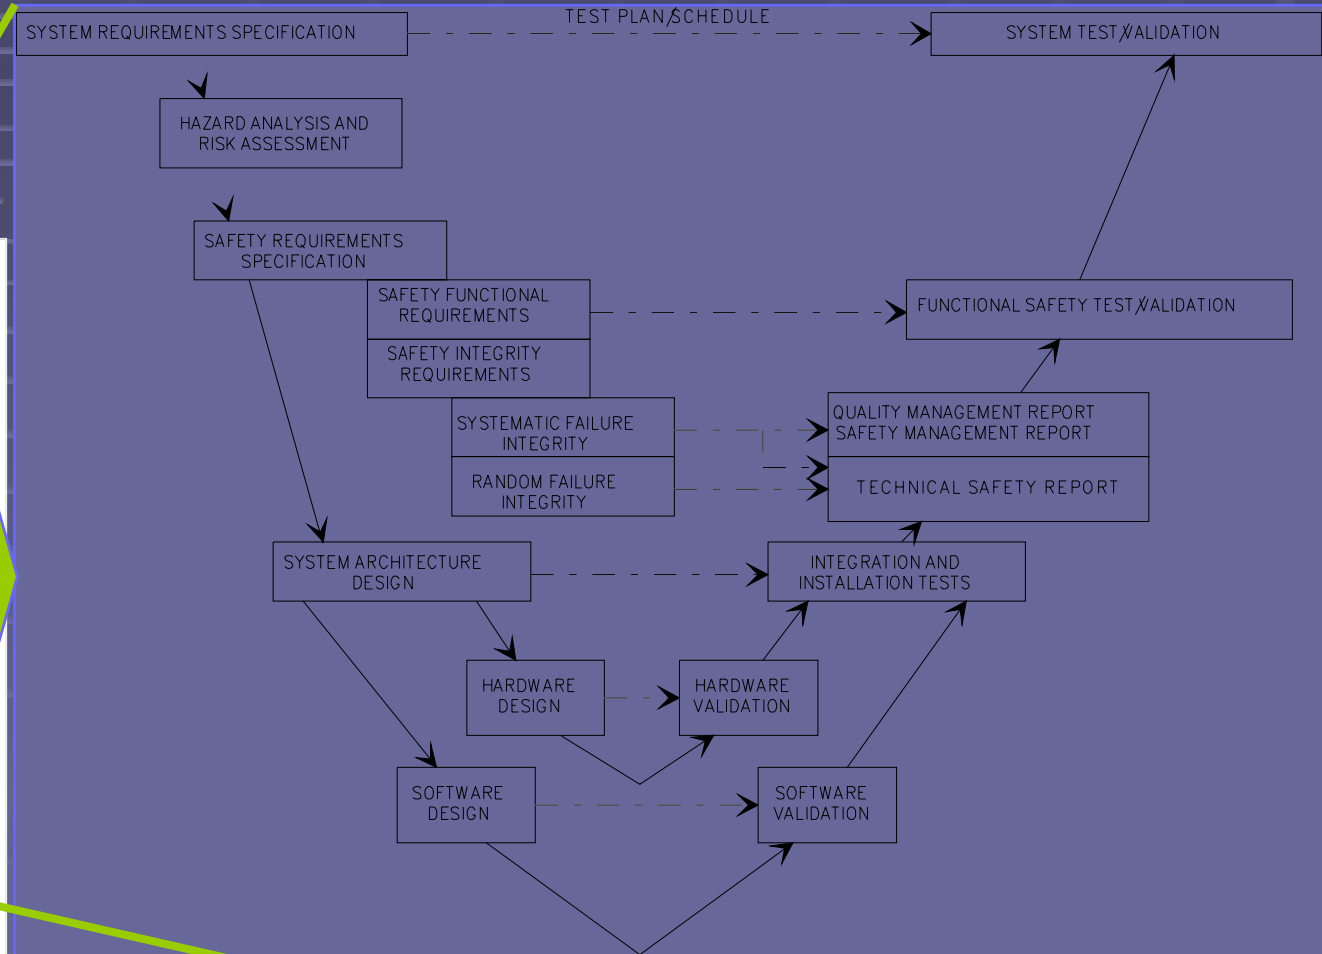 TEST PLAN/SCHEDULE
SYSTEM REQUIREMENTS SPECIFICATION
SYSTEM TEST/VALIDATION
HAZARD ANALYSIS AND
RISK ASSESSMENT
SAFETY REQUIREMENTS
SPECIFICATION
SAFETY FUNCTIONAL
REQUIREMENTS
FUNCTIONAL SAFETY TEST/VALIDATION
SAFETY INTEGRITY
REQUIREMENTS
SYSTEMATIC FAILURE
INTEGRITY
QUALITY MANAGEMENT REPORT
SAFETY MANAGEMENT REPORT
RANDOM FAILURE
INTEGRITY
TECHNICAL SAFETY REPORT
SYSTEM ARCHITECTURE
DESIGN
INTEGRATION AND
INSTALLATION TESTS
HARDWARE
DESIGN
HARDWARE
VALIDATION
SOFTWARE
DESIGN
SOFTWARE
VALIDATION